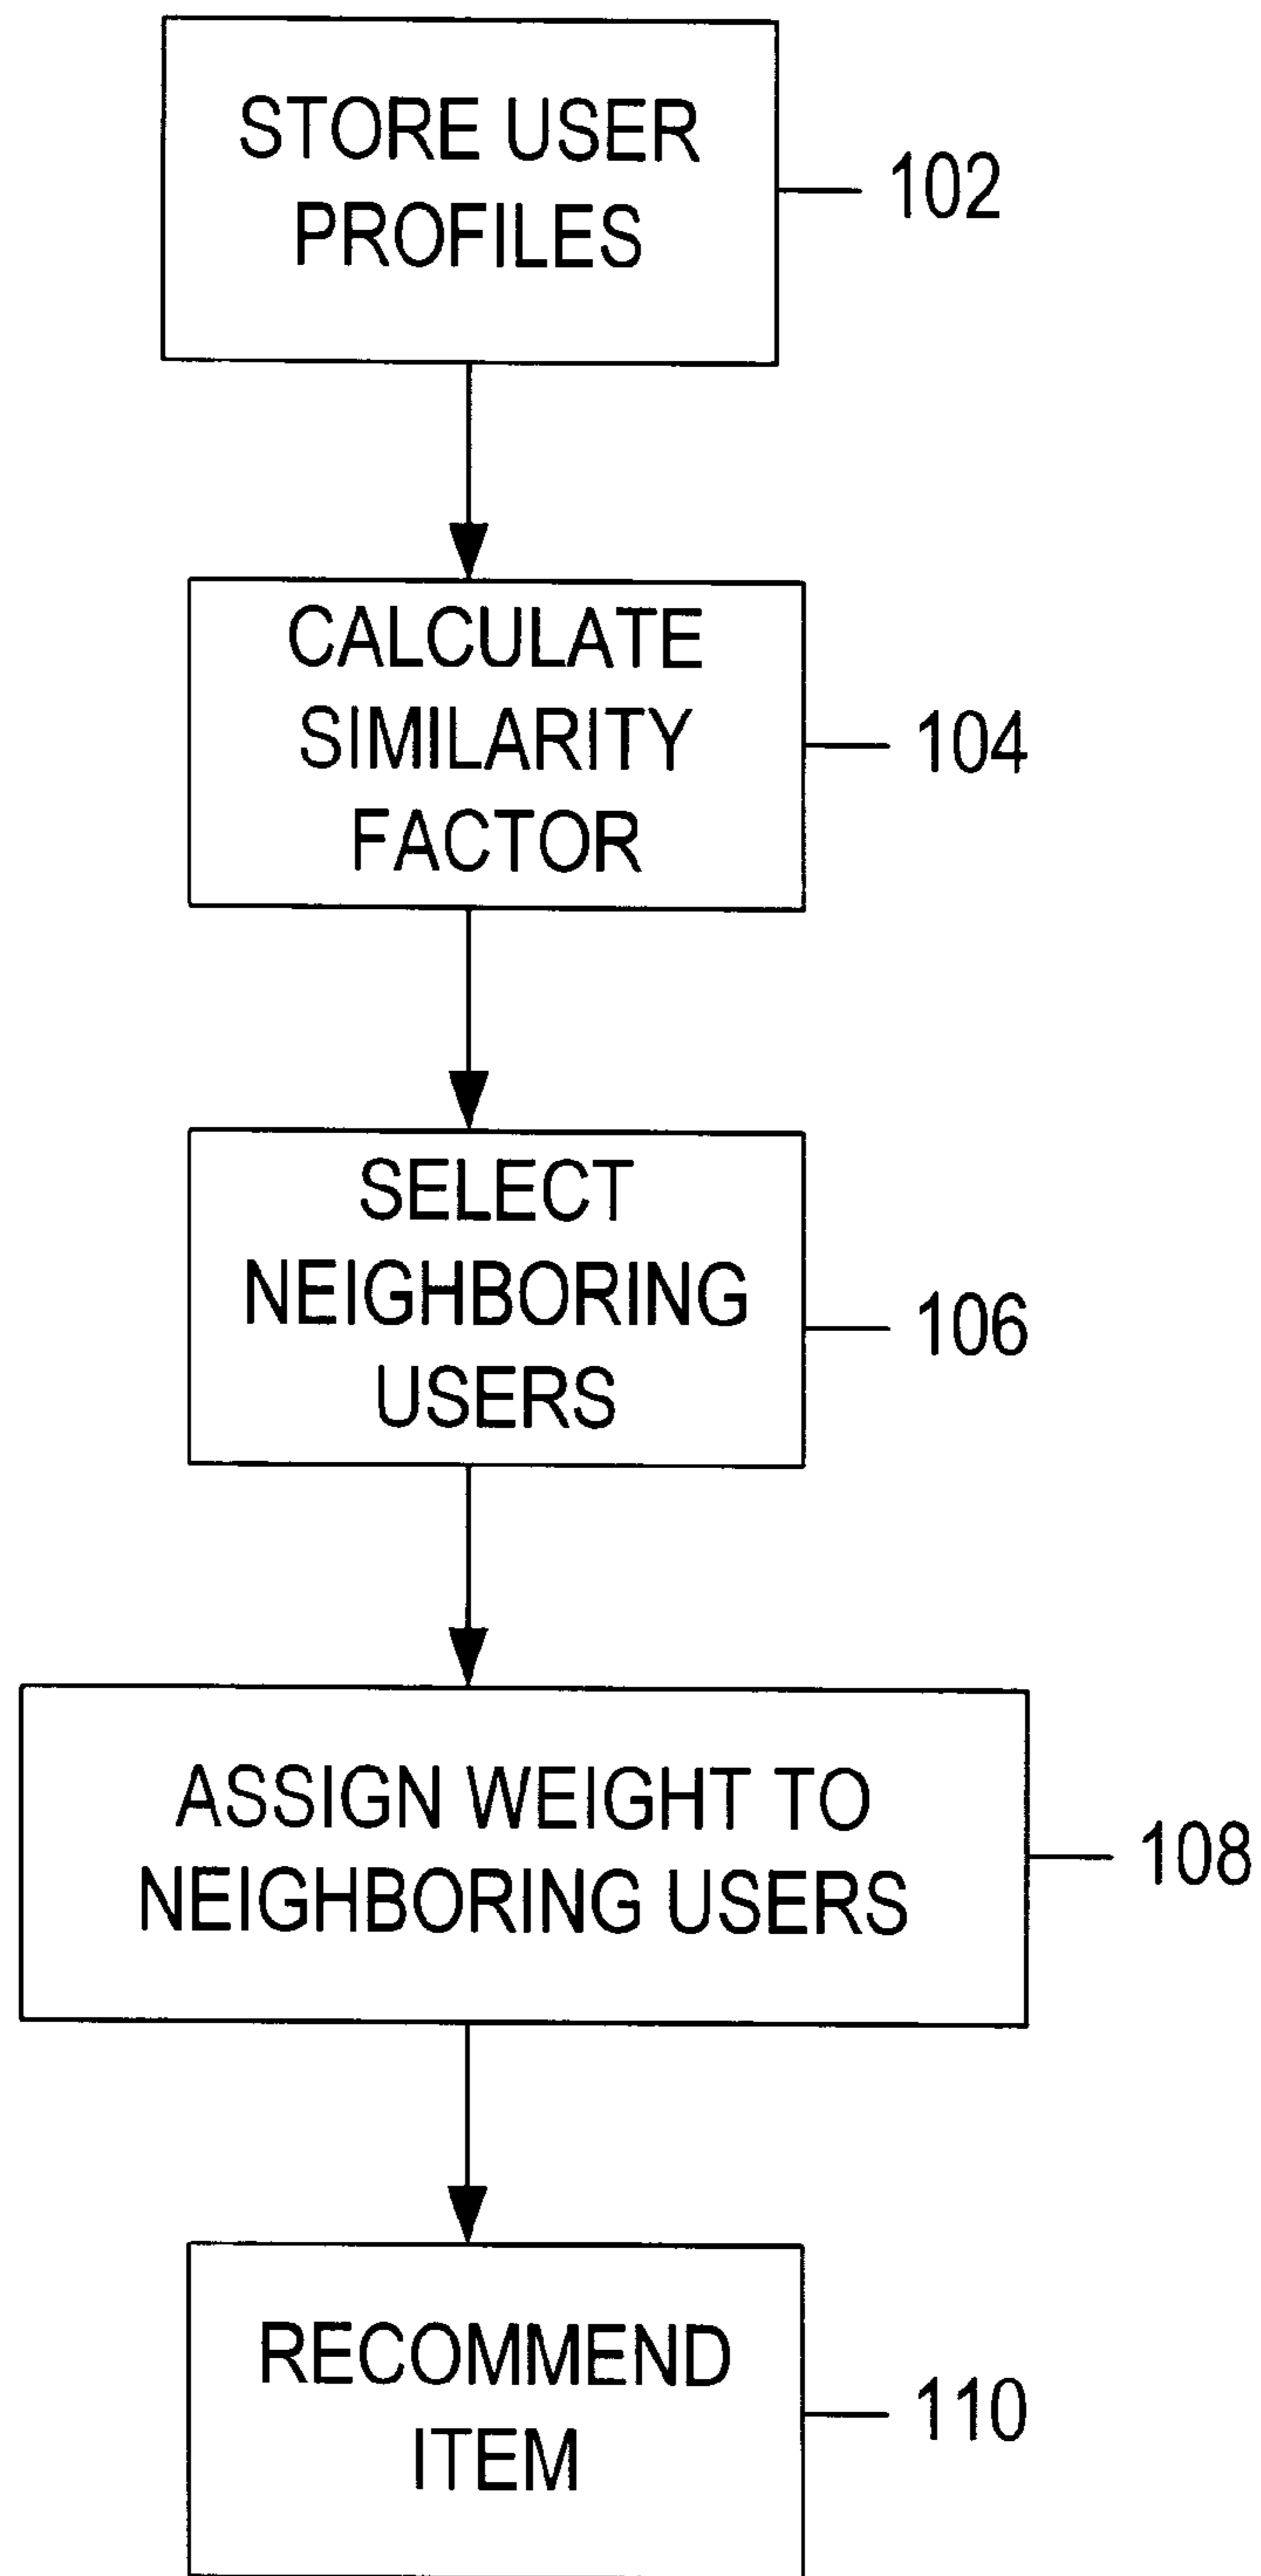 STORE USER
PROFILES
102
CALCULATE
SIMILARITY
FACTOR
104
SELECT
NEIGHBORING
USERS
106
ASSIGN WEIGHT TO
NEIGHBORING USERS
108
RECOMMEND
ITEM
110